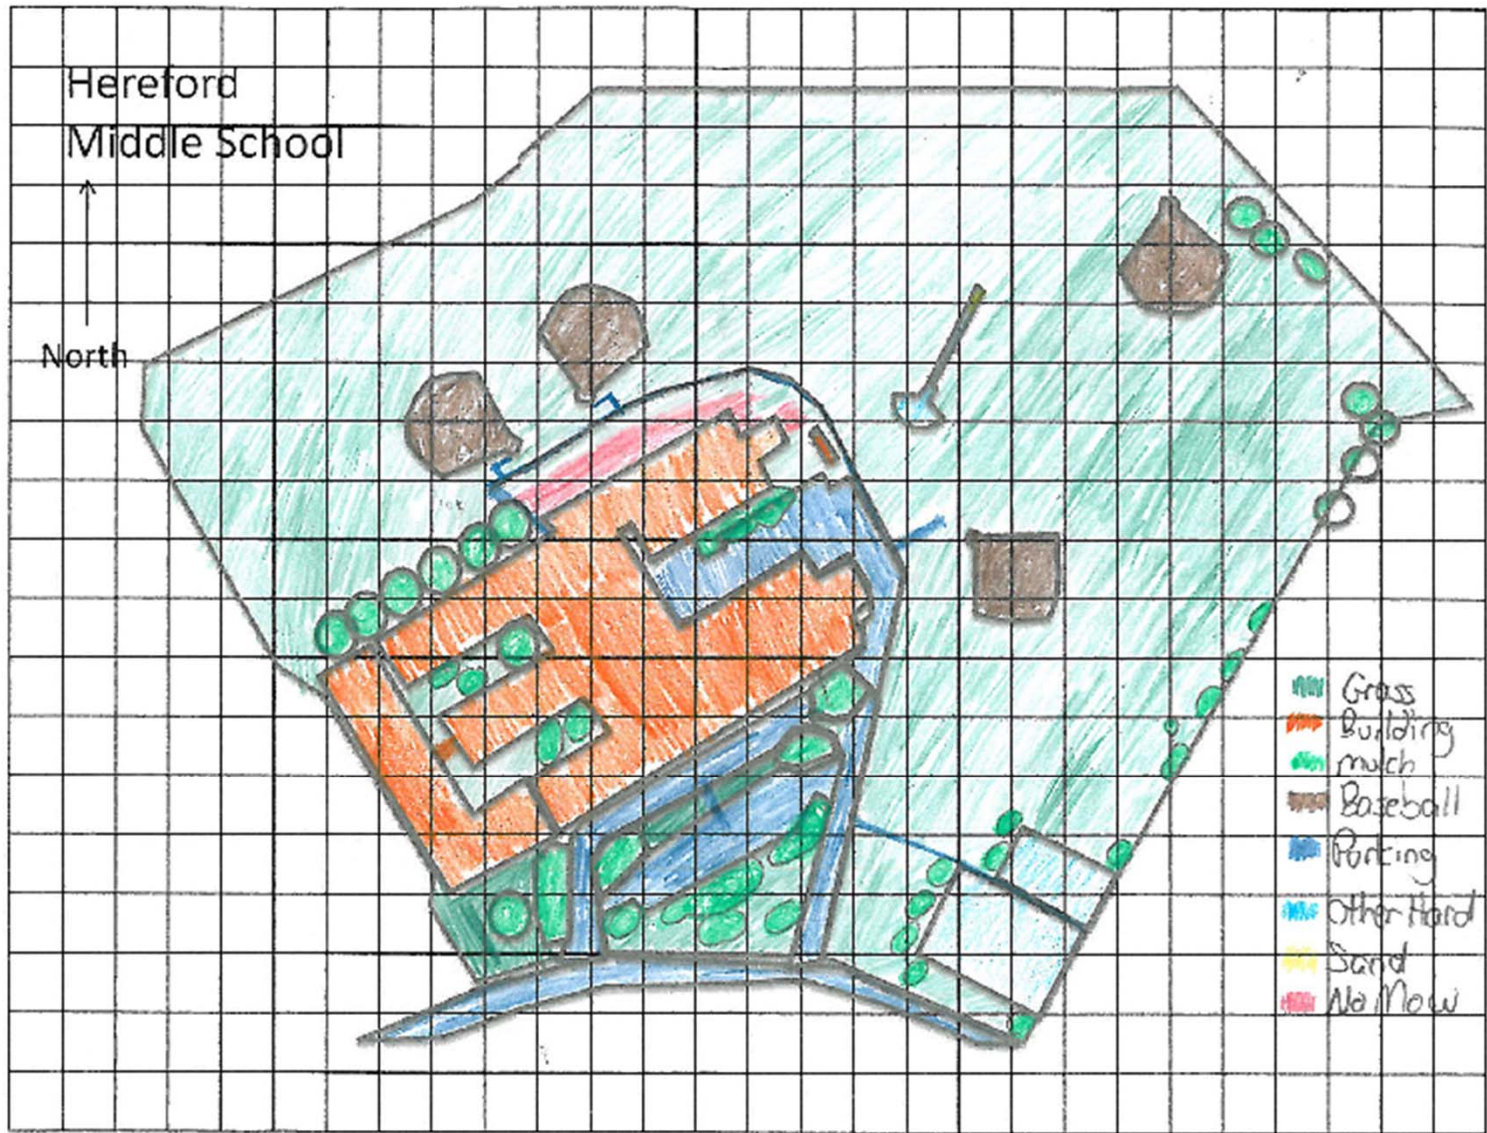 Hereford
Middle School
North
Grass
Building
mulch
Baseball
Parking
Other Hard
Sand
No Mow